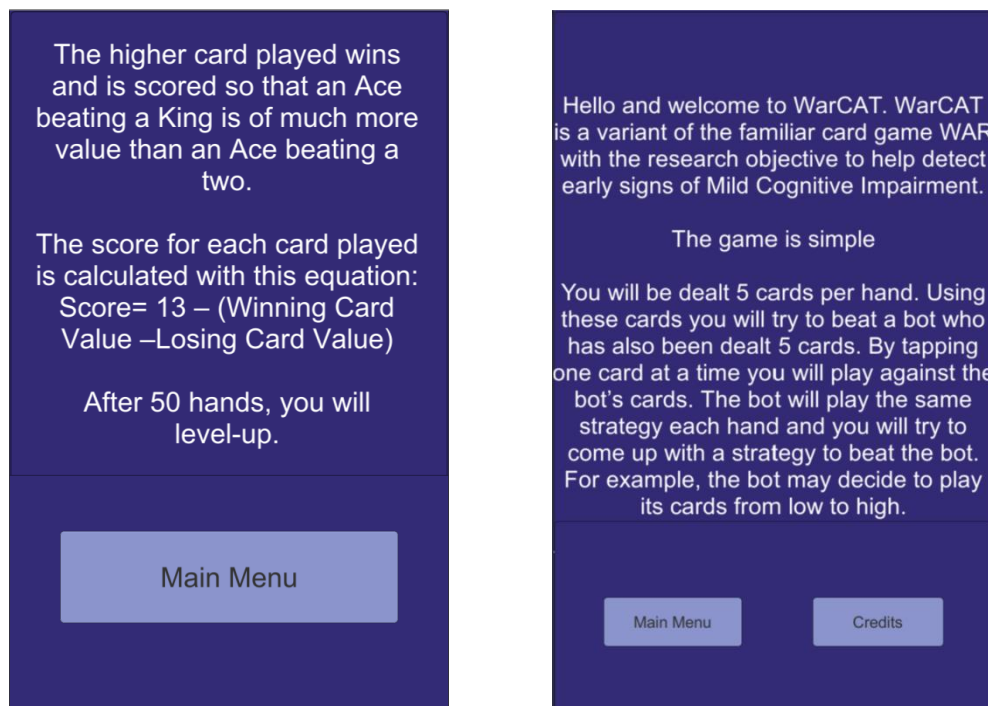 The higher card played wins
and is scored so that an Ace
beating a King is of much more
value than an Ace beating a
two.
The score for each card played
is calculated with this equation:
Score= 13 – (Winning Card
Value –Losing Card Value)
After 50 hands, you will
level-up.
Main Menu
Hello and welcome to WarCAT. WarCAT
is a variant of the familiar card game WAR
with the research objective to help detect
early signs of Mild Cognitive Impairment.
The game is simple
You will be dealt 5 cards per hand. Using
these cards you will try to beat a bot who
has also been dealt 5 cards. By tapping
one card at a time you will play against the
bot’s cards. The bot will play the same
strategy each hand and you will try to
come up with a strategy to beat the bot.
For example, the bot may decide to play
its cards from low to high.
Main Menu
Credits